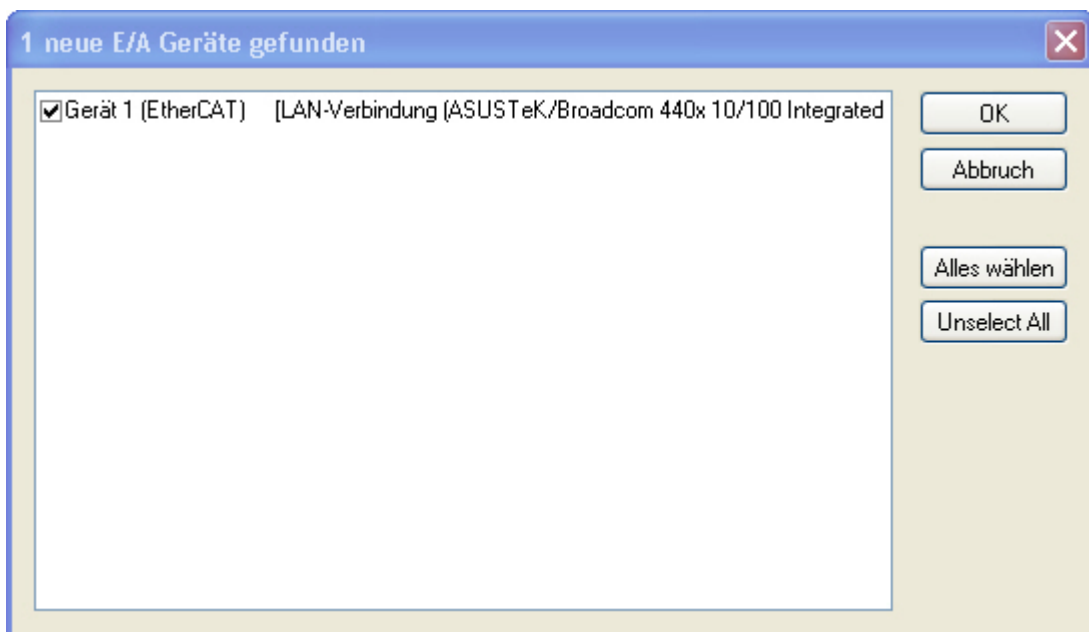 1 neue E/A Geräte gefunden
Gerät 1 (EtherCAT) [LAN-Verbindung (ASUSTeK/Broadcom 440x 10/100 Integrated
OK
Abbruch
Alles wählen
Unselect All